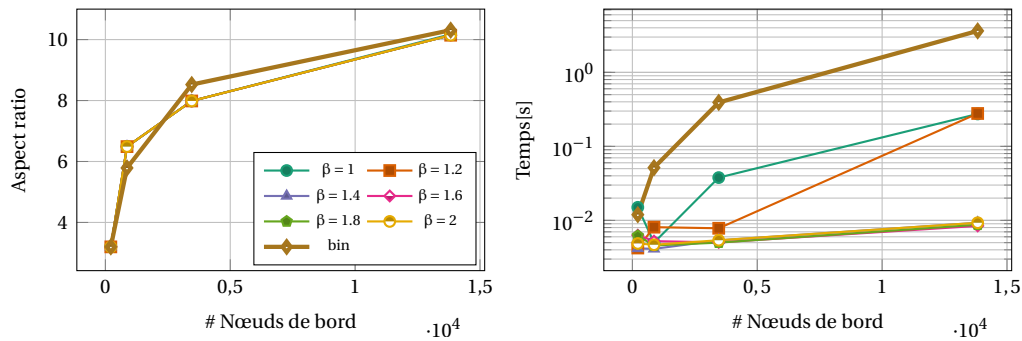 10
8
6
4
Aspect ratio
β = 1
β = 1.2
β = 1.4
β = 1.6
β = 1.8
β = 2
bin
0
0,5
1
1,5
# Nœuds de bord
·10^4
10^0
10^−1
10^−2
Temps[s]
0
0,5
1
1,5
# Nœuds de bord
·10^4